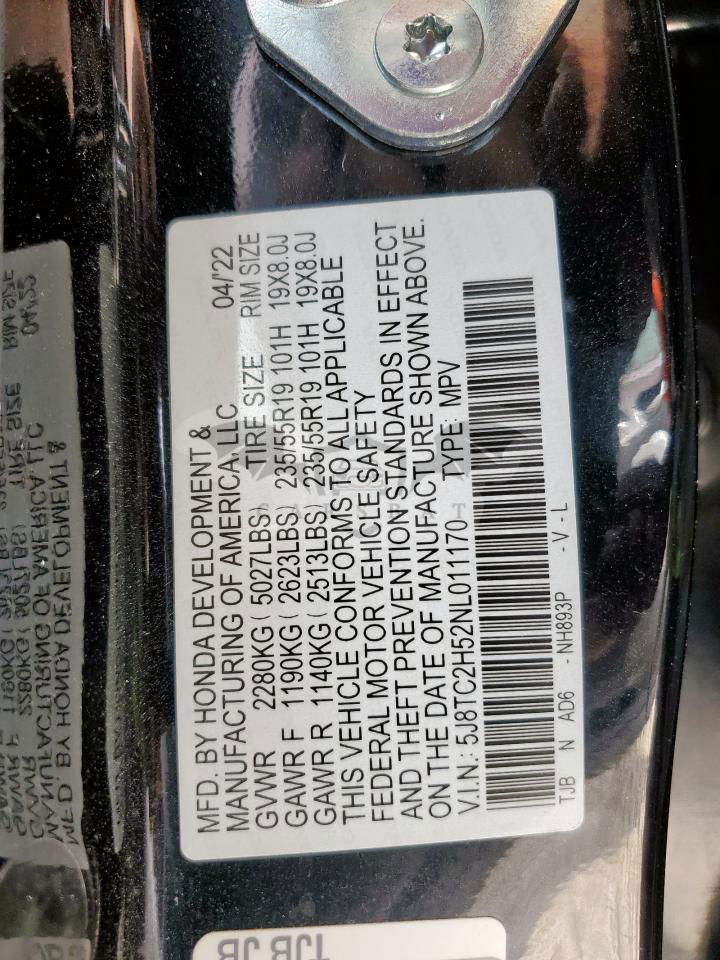 MFD. BY HONDA DEVELOPMENT &
MANUFACTURING OF AMERICA, LLC 04/'22
GVWR 2280KG ( 5027LBS) TIRE SIZE RIM SIZE
GAWR F 1190KG ( 2623LBS) 235/55R19 101H 19X8.0J
GAWR R 1140KG ( 2513LBS) 235/55R19 101H 19X8.0J
THIS VEHICLE CONFORMS TO ALL APPLICABLE
FEDERAL MOTOR VEHICLE SAFETY
AND THEFT PREVENTION STANDARDS IN EFFECT
ON THE DATE OF MANUFACTURE SHOWN ABOVE.
V.I.N.: 5J8TC2H52NL011170 TYPE: MPV
TJB N AD6 -NH893P -V-L
TJB JB